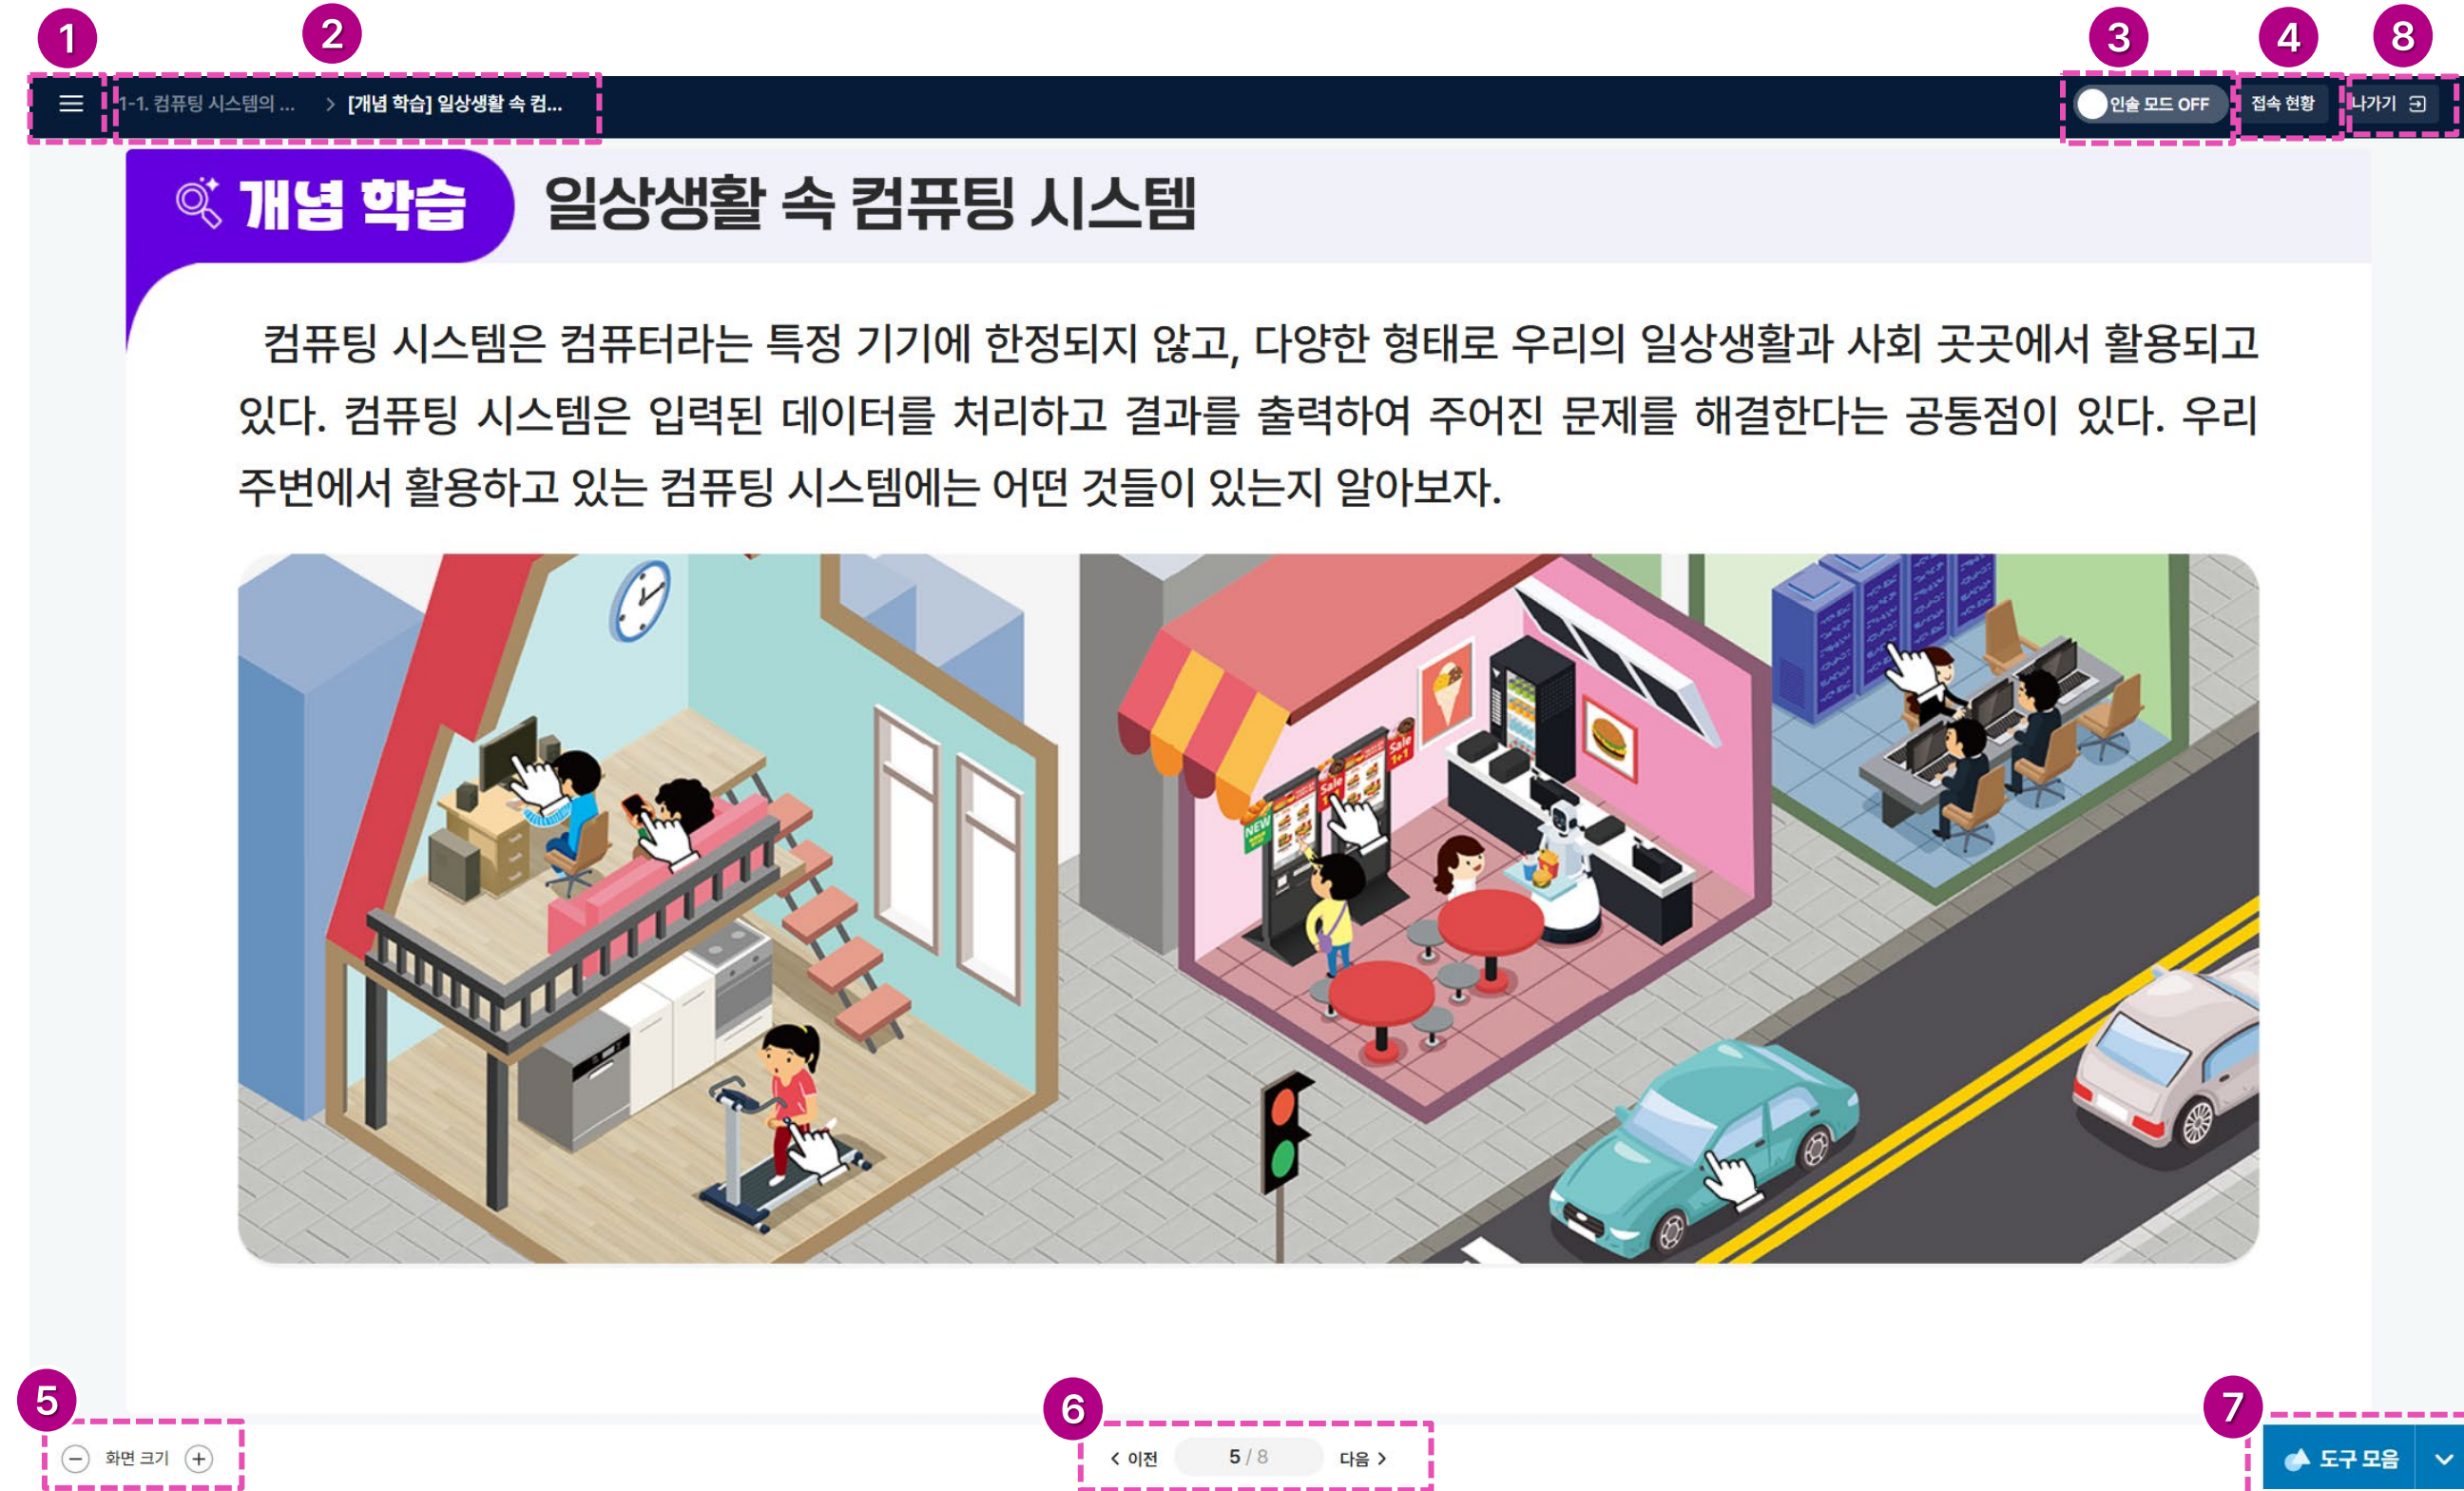 1
2
3
4
8
1-1. 컴퓨팅 시스템의 ... > [개념 학습] 일상생활 속 컴...
인솔 모드 OFF
접속 현황
나가기
개념 학습
일상생활 속 컴퓨팅 시스템
컴퓨팅 시스템은 컴퓨터라는 특정 기기에 한정되지 않고, 다양한 형태로 우리의 일상생활과 사회 곳곳에서 활용되고
있다. 컴퓨팅 시스템은 입력된 데이터를 처리하고 결과를 출력하여 주어진 문제를 해결한다는 공통점이 있다. 우리
주변에서 활용하고 있는 컴퓨팅 시스템에는 어떤 것들이 있는지 알아보자.
Sale
1+1
Sale
NEW
5
6
7
화면 크기
< 이전
5 / 8
다음 >
도구 모음